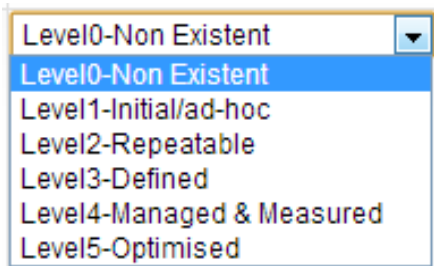 Level0-Non Existent
Level0-Non Existent
Level1-Initial/ad-hoc
Level2-Repeatable
Level3-Defined
Level4-Managed & Measured
Level5-Optimised